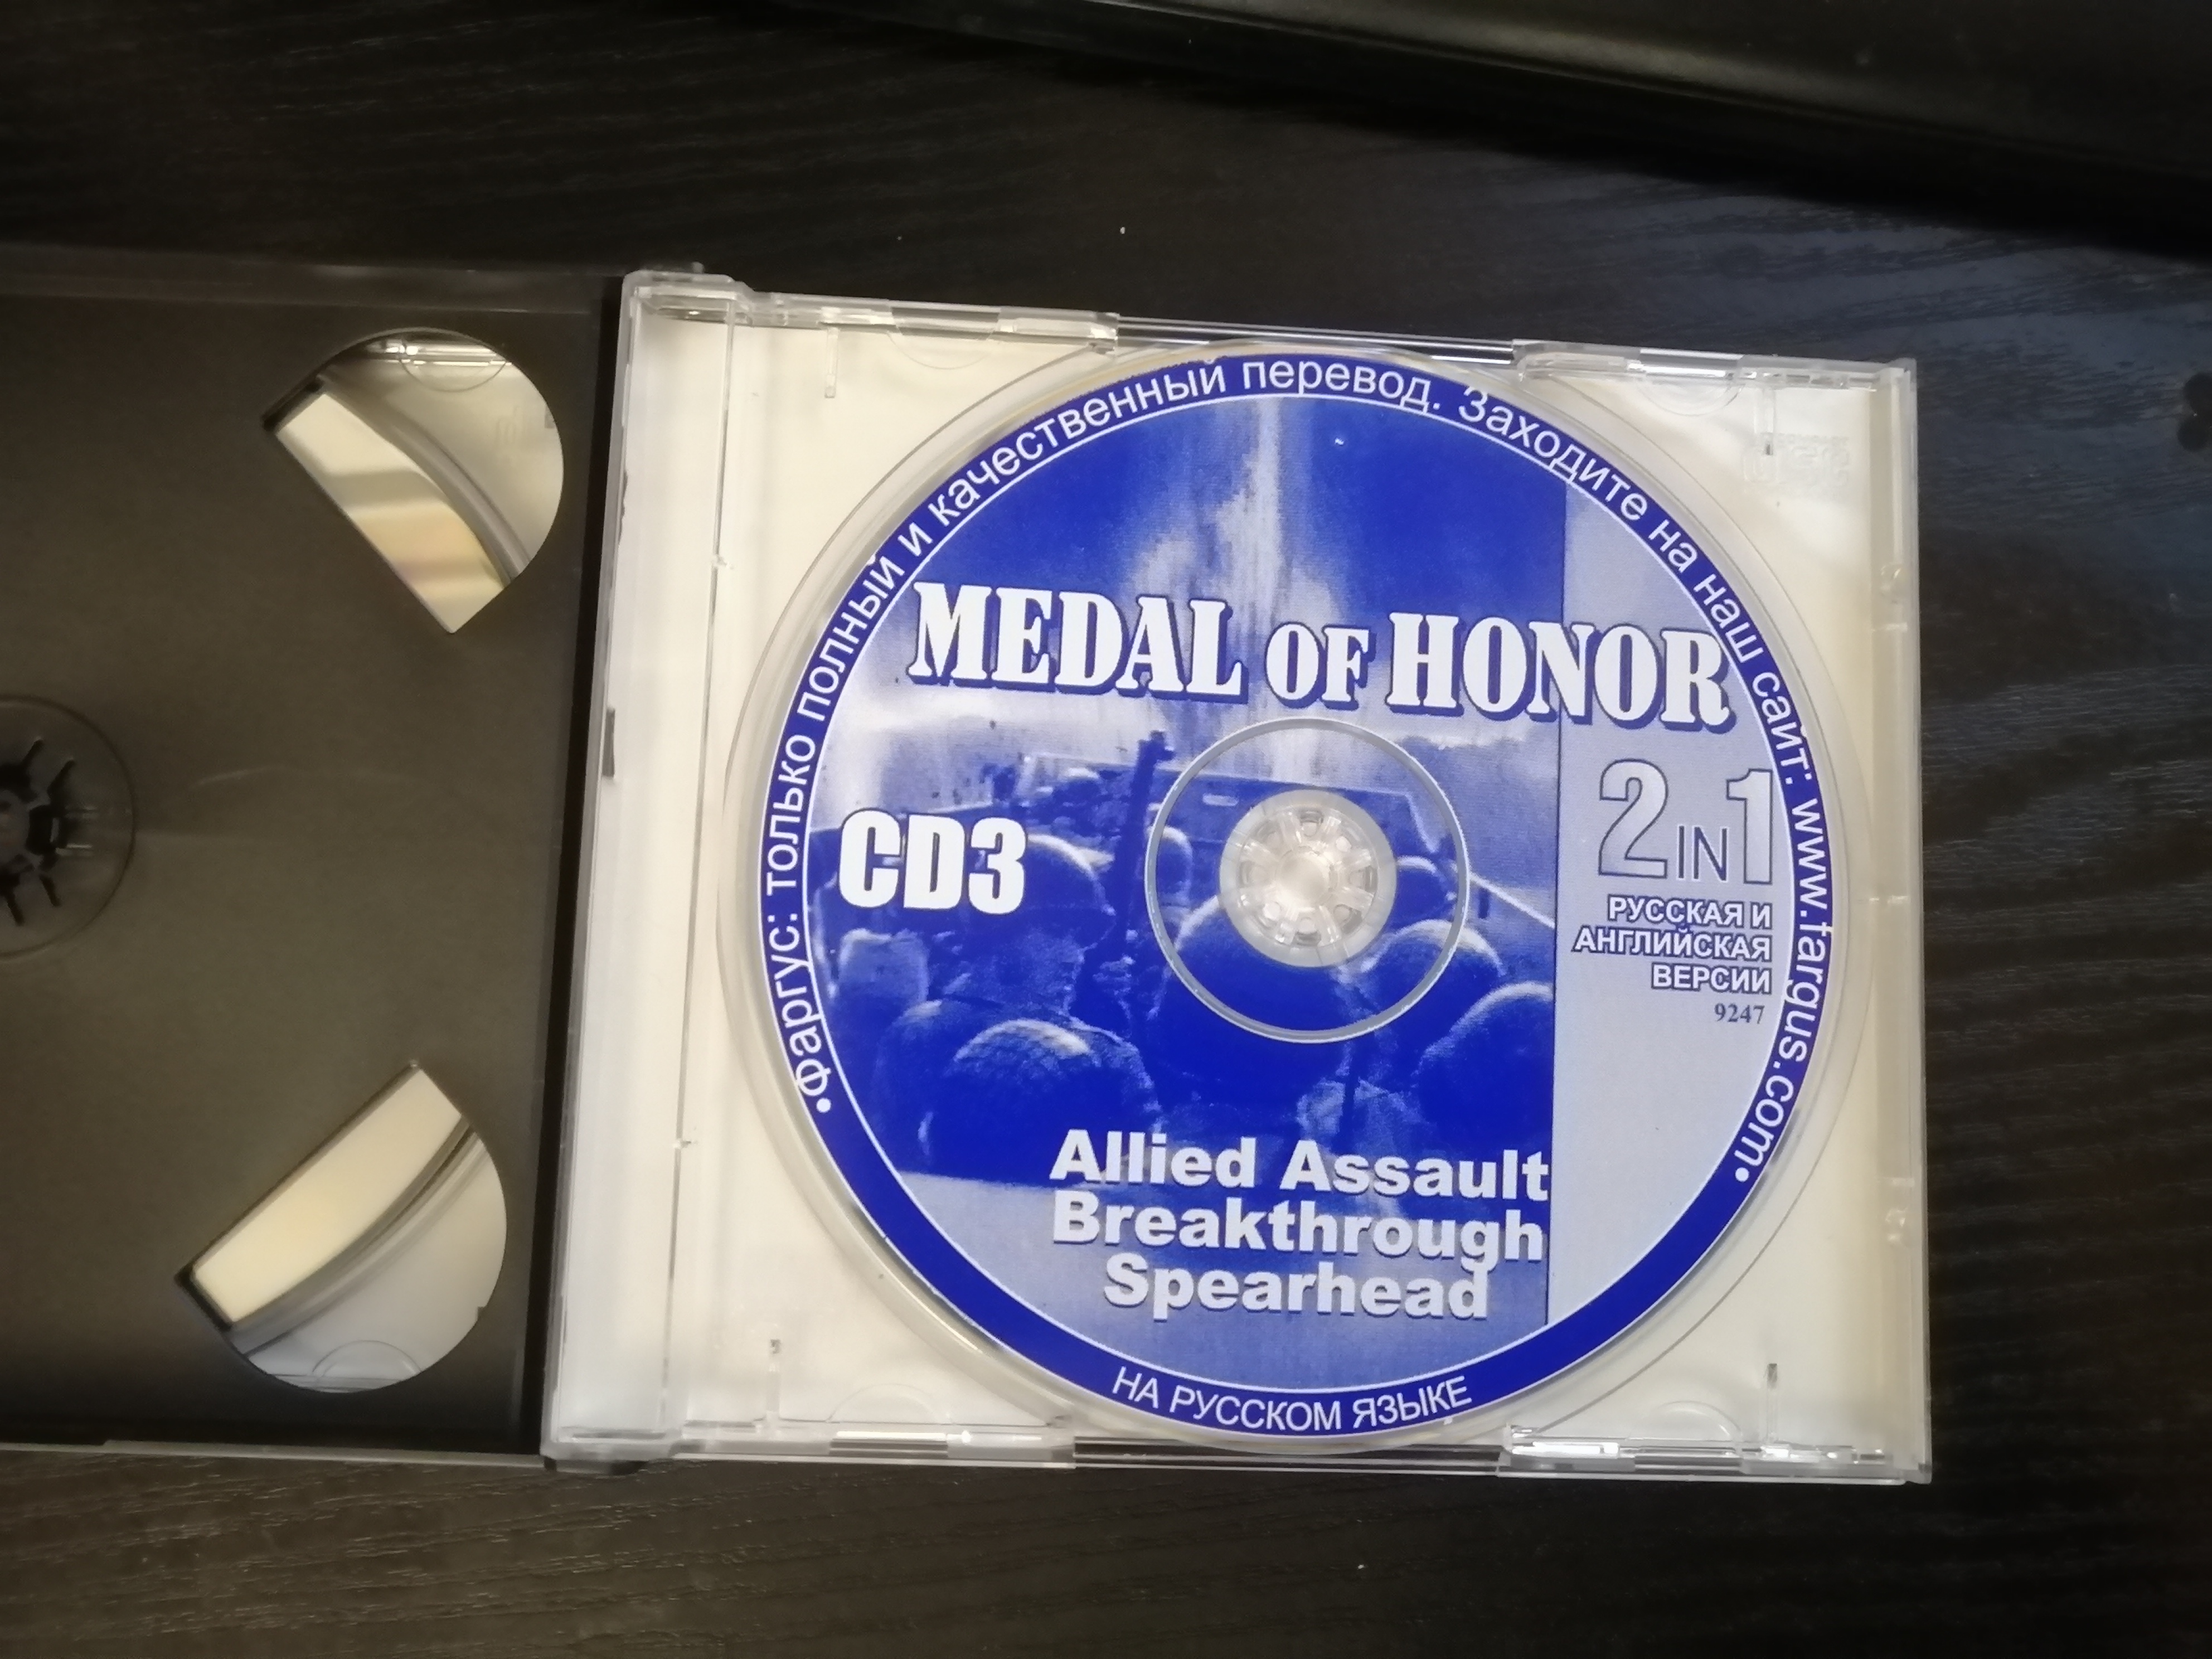 •Фаргус: только полный и качественный перевод. Заходите на наш сайт: www.fargus.com•
MEDAL OF HONOR
CD3
2 IN 1
РУССКАЯ И
АНГЛИЙСКАЯ
ВЕРСИИ
9247
Allied Assault
Breakthrough
Spearhead
НА РУССКОМ ЯЗЫКЕ